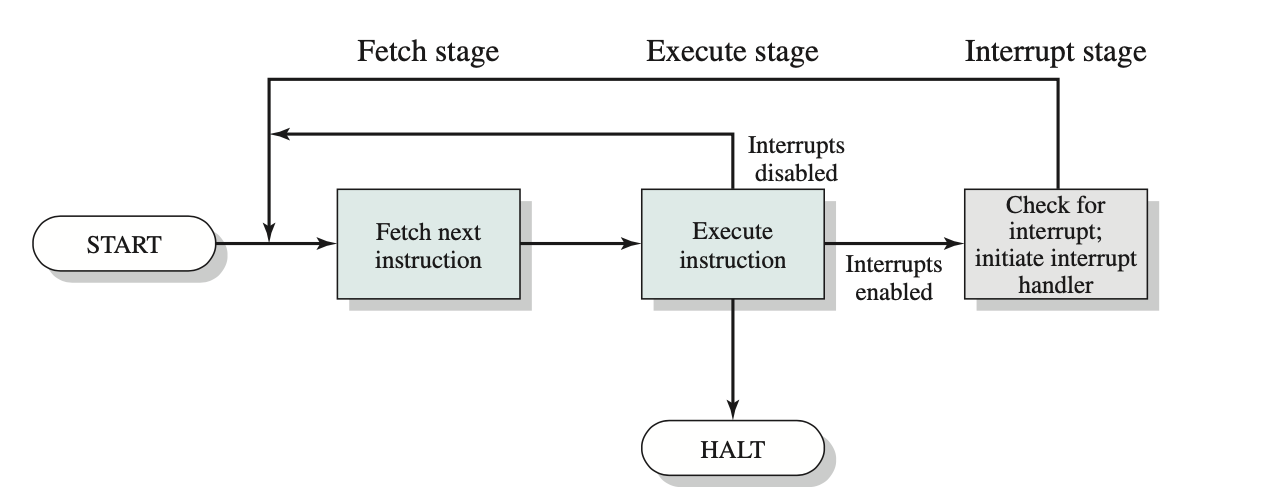 Fetch stage
Execute stage
Interrupt stage
Interrupts
disabled
START
Fetch next
instruction
Execute
instruction
Interrupts
enabled
Check for
interrupt;
initiate interrupt
handler
HALT